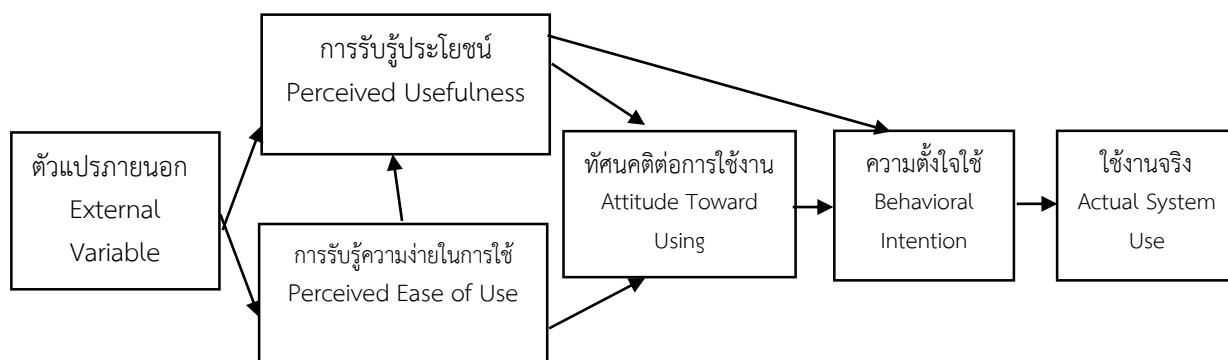 การรับรู้ประโยชน์
Perceived Usefulness
ตัวแปรภายนอก
External
Variable
การรับรู้ความง่ายในการใช้
Perceived Ease of Use
ทัศนคติต่อการใช้งาน
Attitude Toward
Using
ความตั้งใจใช้
Behavioral
Intention
ใช้งานจริง
Actual System
Use